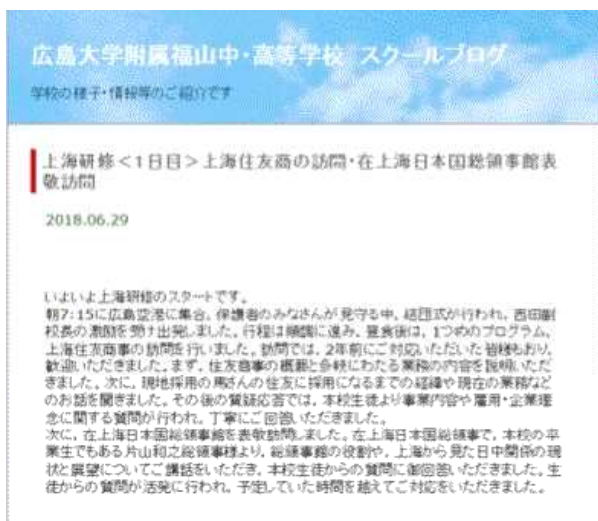 広島大学附属福山中・高等学校 スクールブログ
学校の様子・情報等のご紹介です
上海研修<1日目>上海住友商の訪問・在上海日本国総領事館表
敬訪問
2018.06.29
いよいよ上海研修のスタートです。
朝7:15に広島空港に集合。保護者のみなさんが見守る中、結団式が行われ、西田副
校長の激励を受け出発しました。行程は順調に進み、昼食後は、1つめのプログラム、
上海住友商事の訪問を行いました。訪問では、2年前にご対応いただいた皆様もおり、
歓迎いただきました。まず、住友商事の概要と多岐にわたる業務の内容を説明いただ
きました。次に、現地採用の馬さんの住友に採用になるまでの経緯や現在の業務など
のお話を聞きました。その後の質疑応答では、本校生徒より事業内容や雇用・企業理
念に関する質問が行われ、丁寧にご回答いただきました。
次に、在上海日本国総領事館を表敬訪問しました。在上海日本国総領事で、本校の卒
業生でもある片山和之総領事様より、総領事館の役割や、上海から見た日中関係の現
状と展望についてご講話をいただき、本校生徒からの質問に御回答いただきました。生
徒からの質問が活発に行われ、予定していた時間を越えてご対応をいただきました。